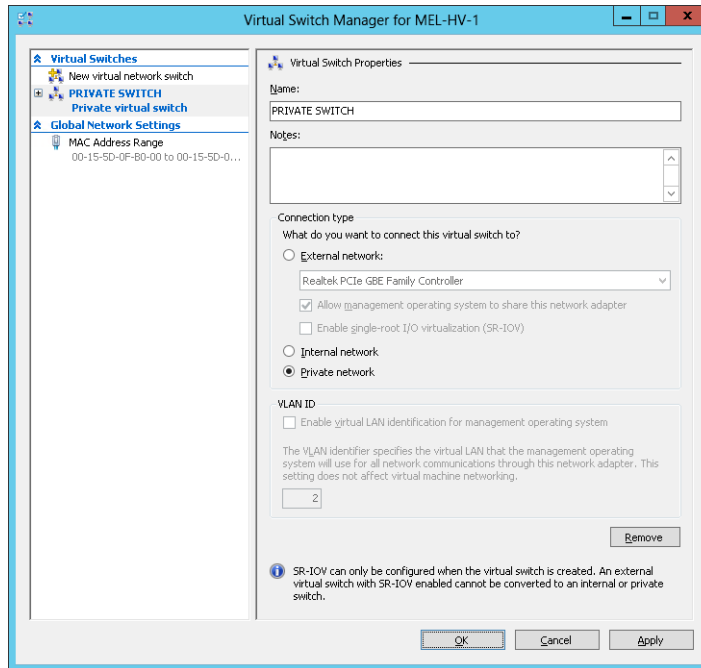 Virtual Switch Manager for MEL-HV-1
Virtual Switches
New virtual network switch
PRIVATE SWITCH
Private virtual switch
Global Network Settings
MAC Address Range
00-15-5D-0F-B0-00 to 00-15-5D-0...
Virtual Switch Properties
Name:
PRIVATE SWITCH
Notes:
Connection type
What do you want to connect this virtual switch to?
External network:
Realtek PCIe GBE Family Controller
Allow management operating system to share this network adapter
Enable single-root I/O virtualization (SR-IOV)
Internal network
Private network
VLAN ID
Enable virtual LAN identification for management operating system
The VLAN identifier specifies the virtual LAN that the management operating
system will use for all network communications through this network adapter. This
setting does not affect virtual machine networking.
2
Remove
SR-IOV can only be configured when the virtual switch is created. An external
virtual switch with SR-IOV enabled cannot be converted to an internal or private
switch.
OK Cancel Apply